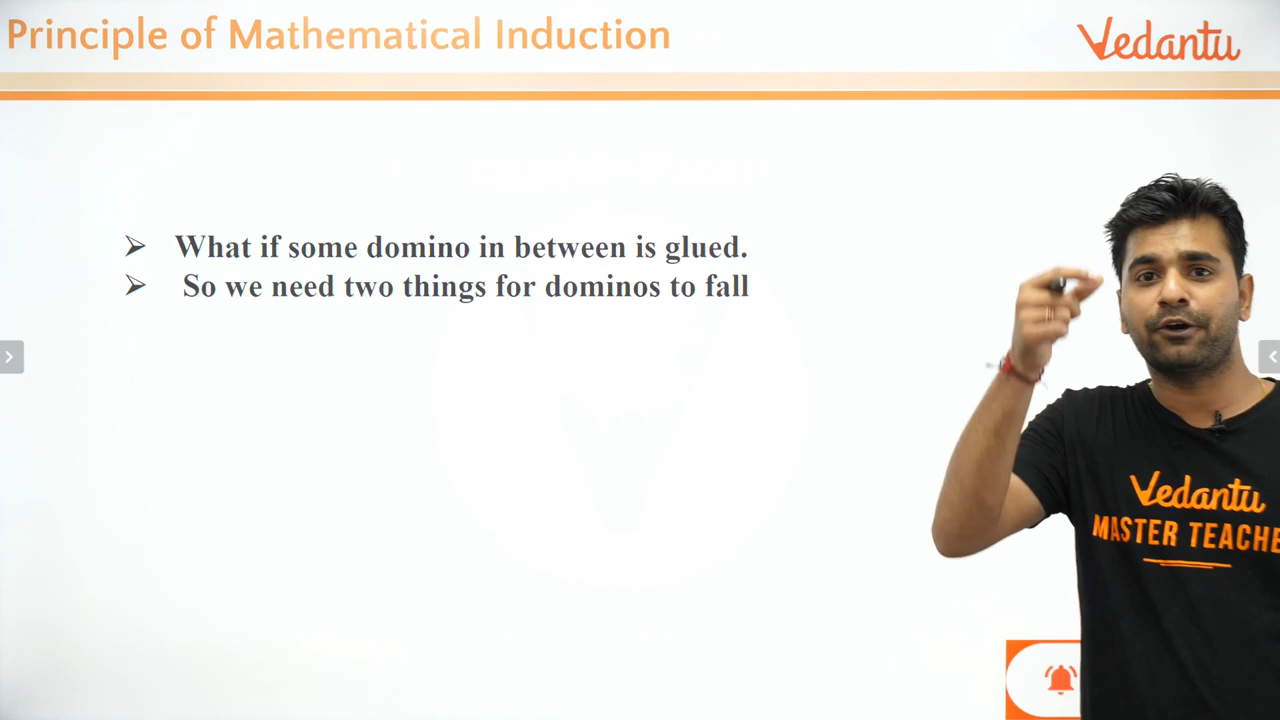 Principle of Mathematical Induction
Vedantu
➢ What if some domino in between is glued.
➢ So we need two things for dominos to fall
Vedantu
MASTER TEACHE